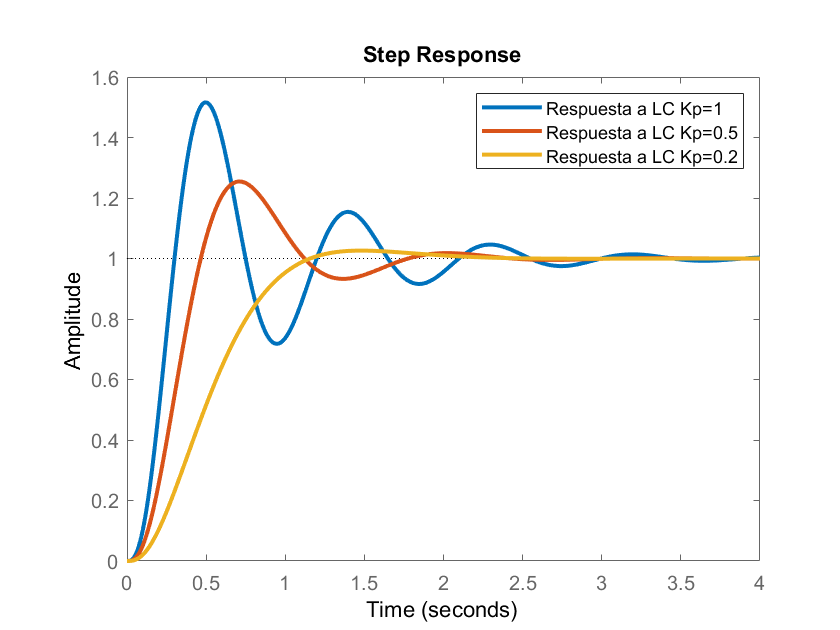 Step Response
Respuesta a LC Kp=1
Respuesta a LC Kp=0.5
Respuesta a LC Kp=0.2
Amplitude
1.6
1.4
1.2
1
0.8
0.6
0.4
0.2
0
0 0.5 1 1.5 2 2.5 3 3.5 4
Time (seconds)